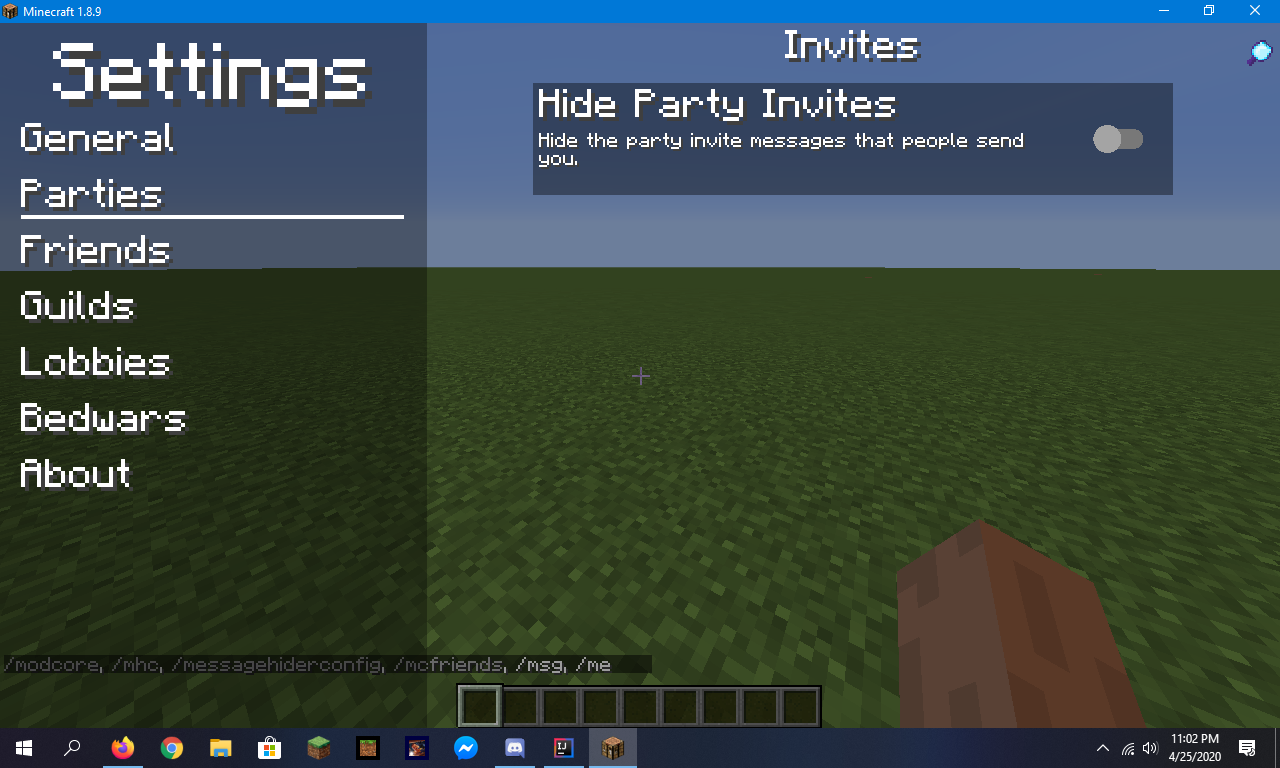 Minecraft 1.8.9
Settings
General
Parties
Friends
Guilds
Lobbies
Bedwars
About
Invites
Hide Party Invites
Hide the party invite messages that people send
you.
/modcore, /mhc, /messagehiderconfig, /mcfriends, /msg, /me
IJ
11:02 PM
4/25/2020